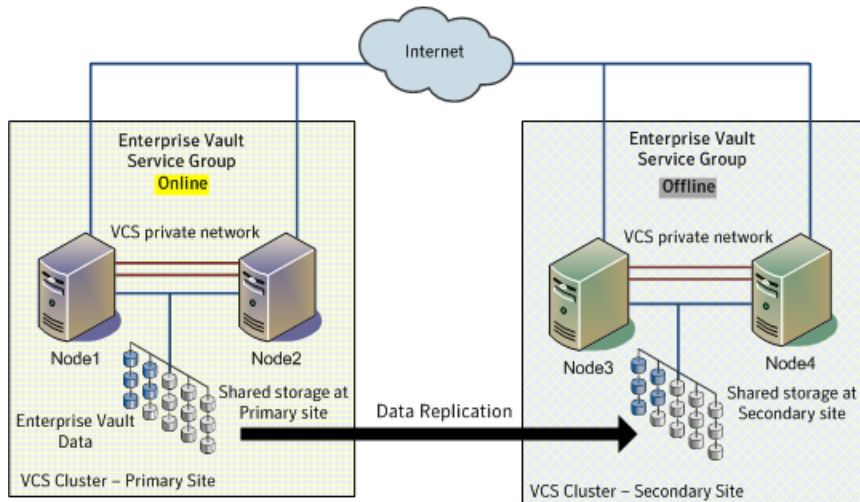 Internet
Enterprise Vault
Service Group
Online
VCS private network
Node1
Node2
Shared storage at
Primary site
Enterprise Vault
Data
VCS Cluster – Primary Site
Data Replication
Enterprise Vault
Service Group
Offline
VCS private network
Node3
Node4
Shared storage at
Secondary site
VCS Cluster – Secondary Site